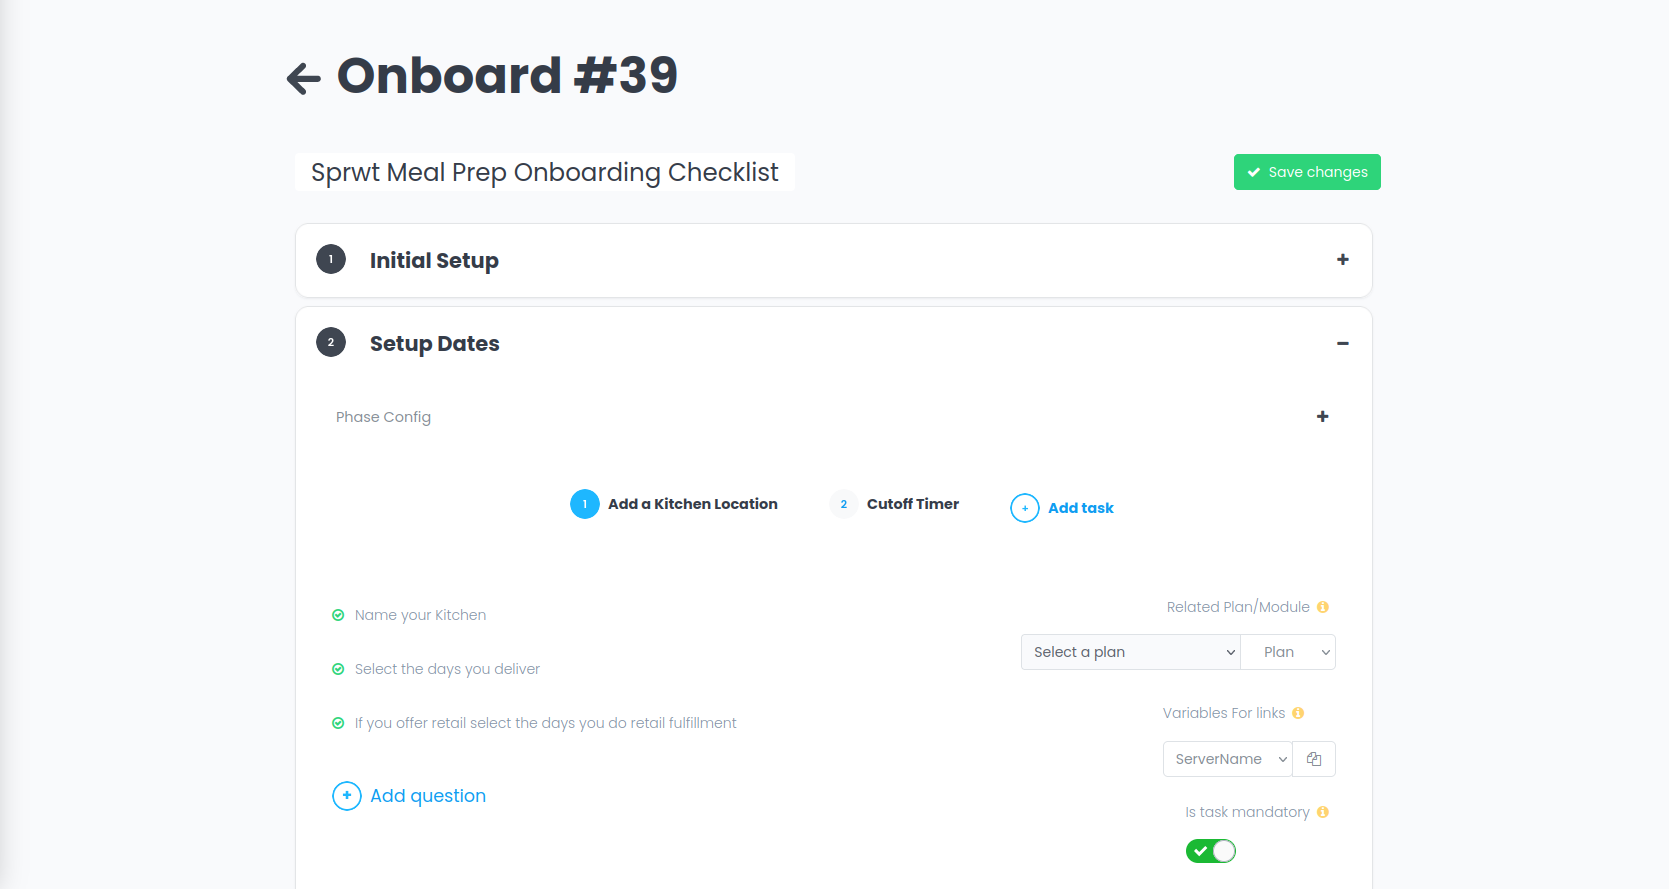 Onboard #39
Sprwt Meal Prep Onboarding Checklist
Save changes
1 Initial Setup
2 Setup Dates
Phase Config
1 Add a Kitchen Location 2 Cutoff Timer Add task
Name your Kitchen
Select the days you deliver
If you offer retail select the days you do retail fulfillment
Add question
Related Plan/Module
Select a plan Plan
Variables For links
ServerName
Is task mandatory